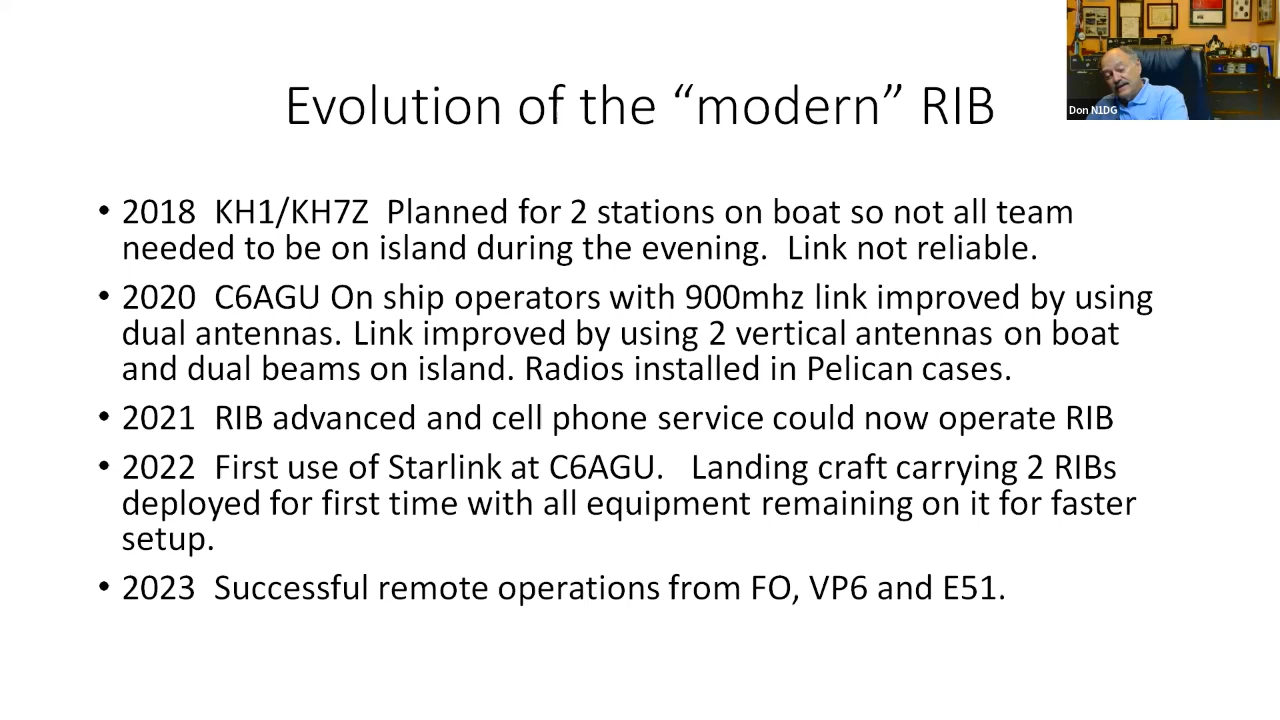 Evolution of the “modern” RIB
Don N1DG
• 2018  KH1/KH7Z  Planned for 2 stations on boat so not all team
needed to be on island during the evening.  Link not reliable.
• 2020  C6AGU On ship operators with 900mhz link improved by using
dual antennas. Link improved by using 2 vertical antennas on boat
and dual beams on island. Radios installed in Pelican cases.
• 2021  RIB advanced and cell phone service could now operate RIB
• 2022  First use of Starlink at C6AGU.   Landing craft carrying 2 RIBs
deployed for first time with all equipment remaining on it for faster
setup.
• 2023  Successful remote operations from FO, VP6 and E51.